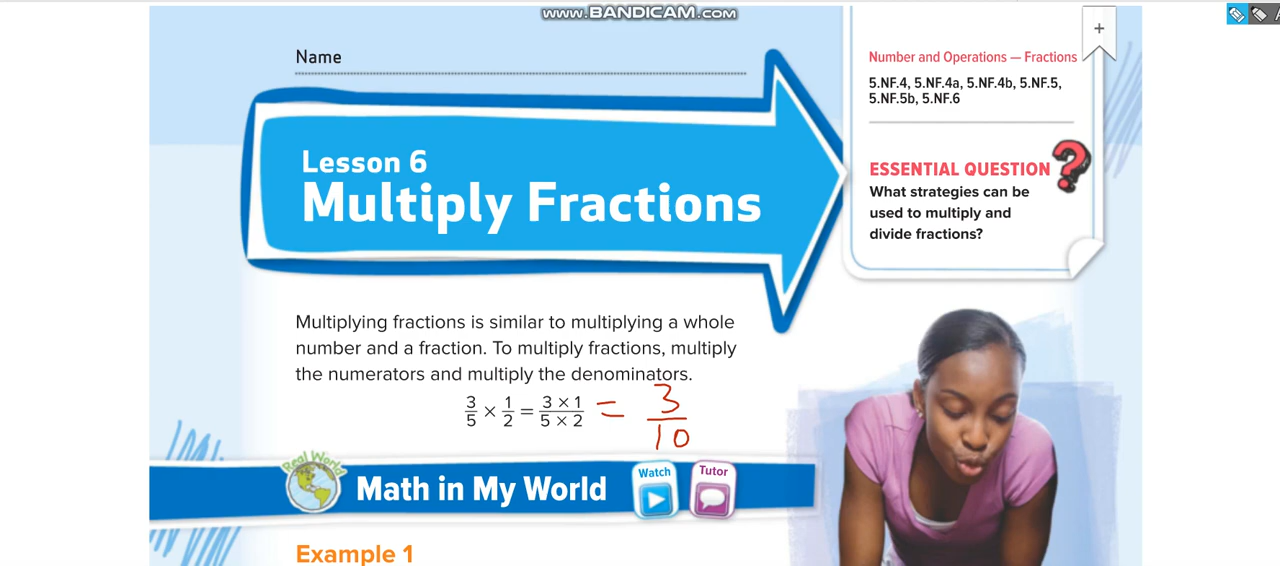 www.BANDICAM.com
Name
Lesson 6
Multiply Fractions
+
Number and Operations — Fractions
5.NF.4, 5.NF.4a, 5.NF.4b, 5.NF.5,
5.NF.5b, 5.NF.6
ESSENTIAL QUESTION
What strategies can be
used to multiply and
divide fractions?
Multiplying fractions is similar to multiplying a whole
number and a fraction. To multiply fractions, multiply
the numerators and multiply the denominators.
3/5 × 1/2 = 3 × 1/5 × 2 = 3/10
Real World
Math in My World
Watch
Tutor
Example 1